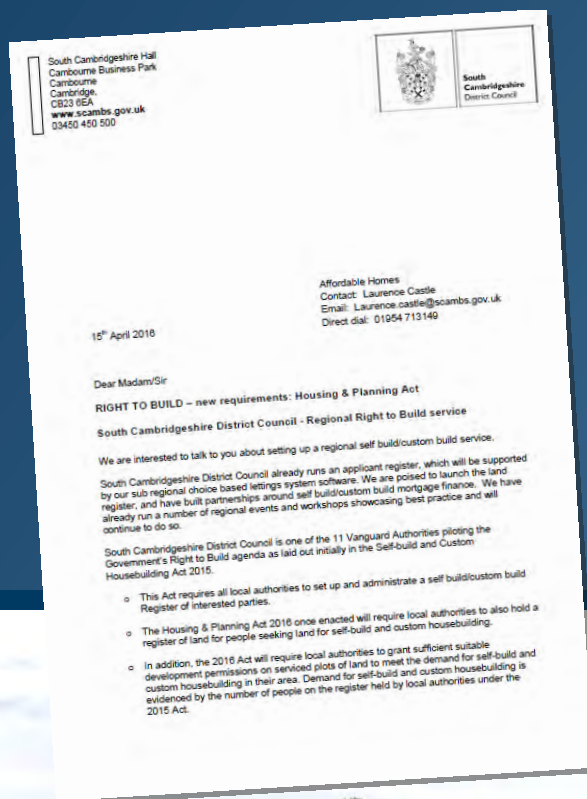 South Cambridgeshire Hall
Cambourne Business Park
Cambourne
Cambridge,
CB23 6EA
www.scambs.gov.uk
03450 450 500
South
Cambridgeshire
District Council
Affordable Homes
Contact: Laurence Castle
Email: Laurence.castle@scambs.gov.uk
Direct dial: 01954 713149
15th April 2016
Dear Madam/Sir
RIGHT TO BUILD – new requirements: Housing & Planning Act
South Cambridgeshire District Council - Regional Right to Build service
We are interested to talk to you about setting up a regional self build/custom build service.
South Cambridgeshire District Council already runs an applicant register, which will be supported
by our sub regional choice based lettings system software. We are poised to launch the land
register, and have built partnerships around self build/custom build mortgage finance. We have
already run a number of regional events and workshops showcasing best practice and will
continue to do so.
South Cambridgeshire District Council is one of the 11 Vanguard Authorities piloting the
Government's Right to Build agenda as laid out initially in the Self-build and Custom
Housebuilding Act 2015.
o This Act requires all local authorities to set up and administrate a self build/custom build
Register of interested parties.
o The Housing & Planning Act 2016 once enacted will require local authorities to also hold a
register of land for people seeking land for self-build and custom housebuilding.
o In addition, the 2016 Act will require local authorities to grant sufficient suitable
development permissions on serviced plots of land to meet the demand for self-build and
custom housebuilding in their area. Demand for self-build and custom housebuilding is
evidenced by the number of people on the register held by local authorities under the
2015 Act.